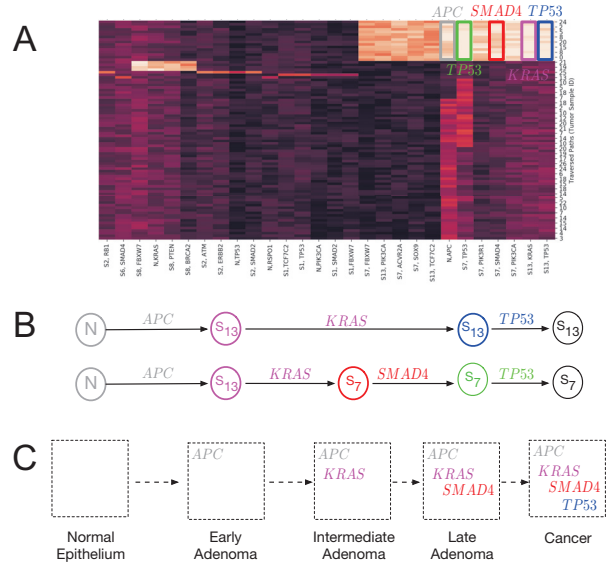 A
APC SMAD4 TP53
TP53 KRAS
Traversed Paths (Tumor Sample ID)
S2, RB1
S6, SMAD4
S8, FBXW7
N,KRAS
S8, PTEN
S8, BRCA2
S2, ATM
S2, ERBB2
N,TP53
S2, SMAD2
N,RSPO1
S1,TCF7C2
S1, TP53
N,PIK3CA
S1, SMAD2
S1,FBXW7
S7, FBXW7
S13, PIK3CA
S7, ACVR2A
S7, SOX9
S13, TCF7C2
N,APC
S7, TP53
S7, PIK3R1
S7, SMAD4
S7, PIK3CA
S13, KRAS
S13, TP53
B
N APC S13 KRAS S13 TP53 S13
N APC S13 KRAS S7 SMAD4 S7 TP53 S7
C
APC APC APC APC
KRAS KRAS KRAS
SMAD4 SMAD4
TP53
Normal Early Intermediate Late Cancer
Epithelium Adenoma Adenoma Adenoma